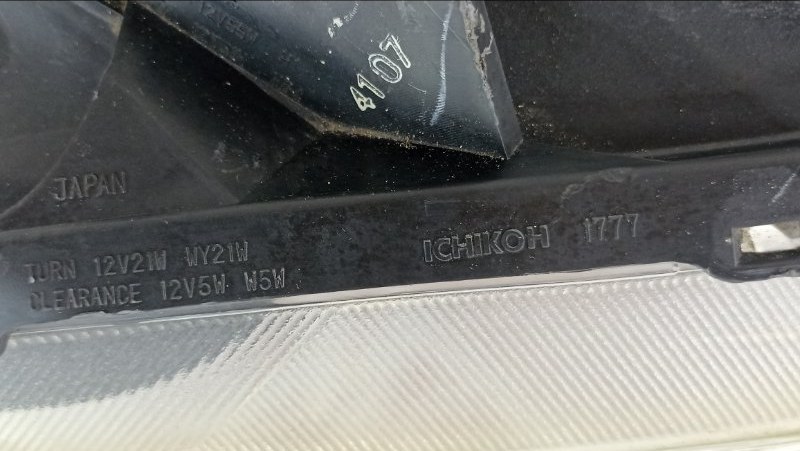 4107
JAPAN
ICHIKOH 1777
TURN 12V21W WY21W
CLEARANCE 12V5W W5W